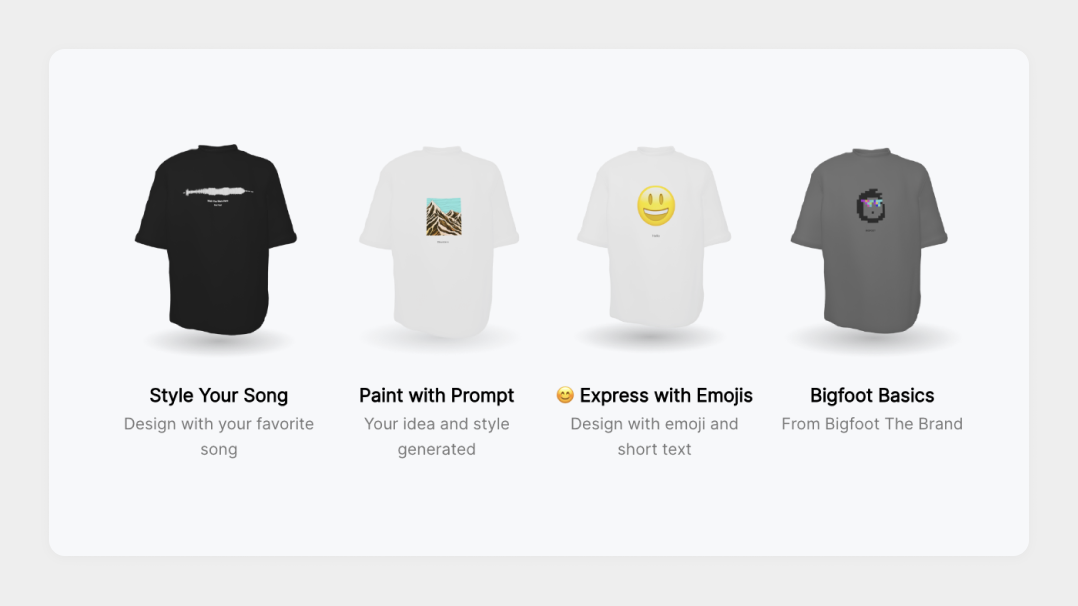 Style Your Song
Design with your favorite
song
Paint with Prompt
Your idea and style
generated
😊 Express with Emojis
Design with emoji and
short text
Bigfoot Basics
From Bigfoot The Brand